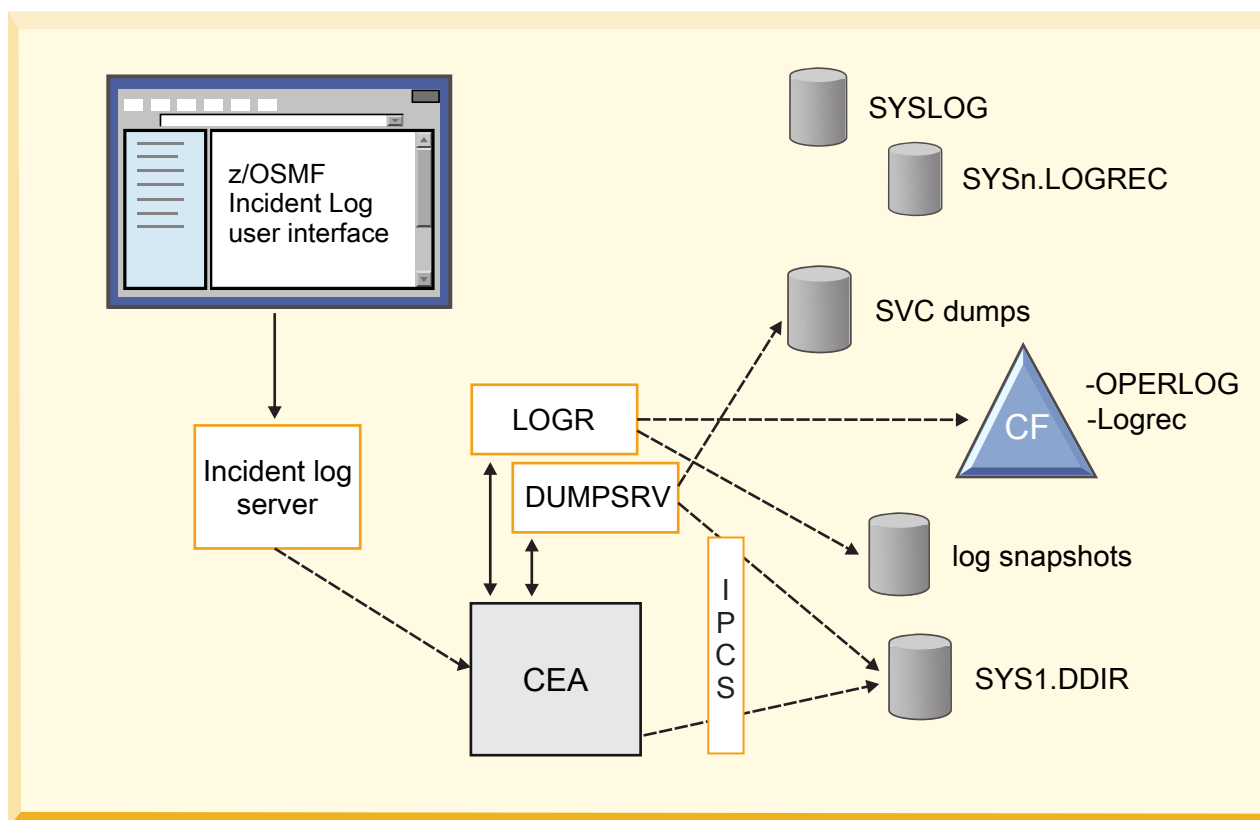 z/OSMF
Incident Log
user interface
SYSLOG
SYSn.LOGREC
SVC dumps
-OPERLOG
-Logrec
CF
LOGR
DUMPSRV
Incident log
server
I
P
C
S
log snapshots
CEA
SYS1.DDIR